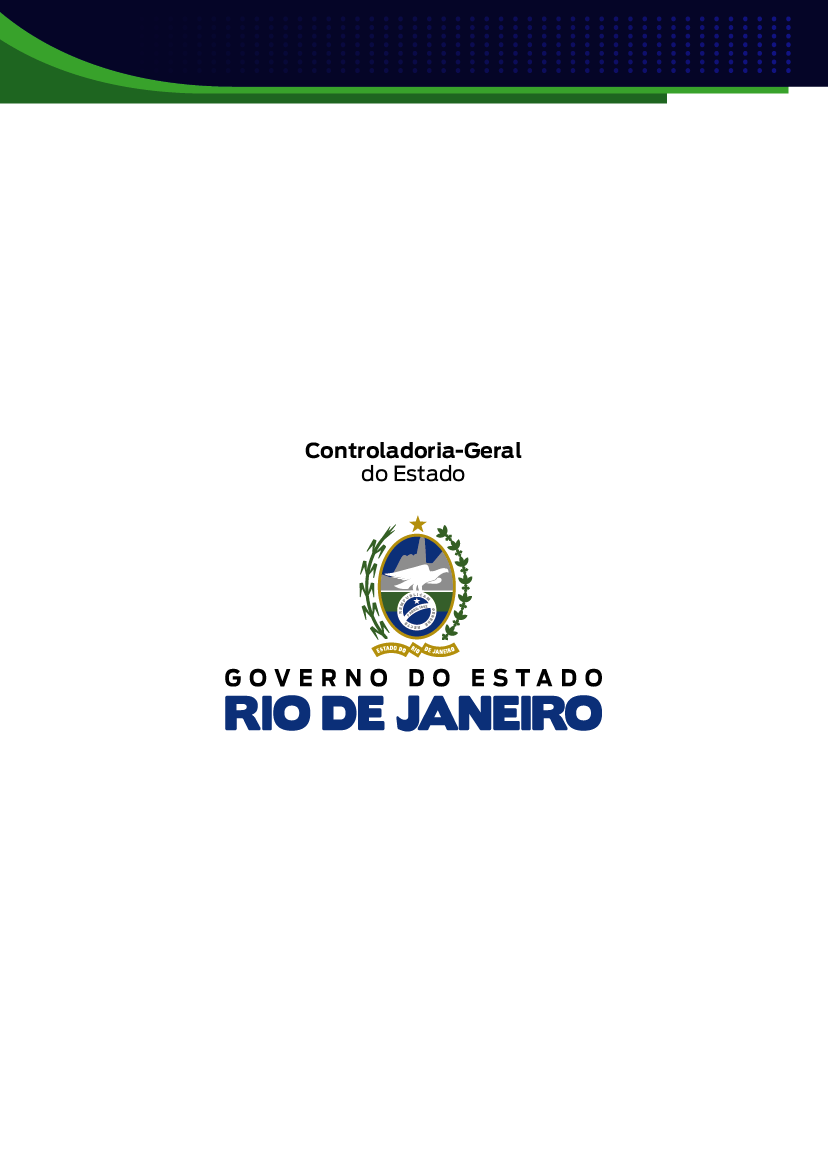 Controladoria-Geral
do Estado
ESTADO DO RIO DE JANEIRO
GOVERNO DO ESTADO
RIO DE JANEIRO